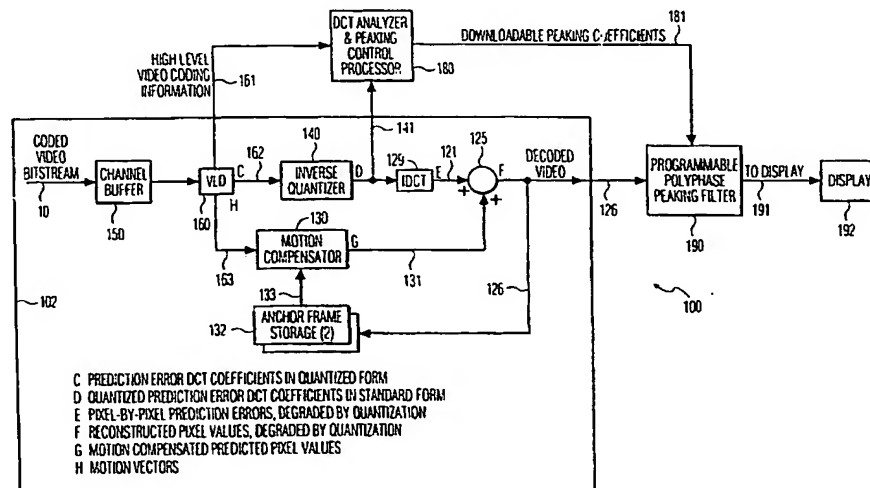 DCT ANALYZER
& PEAKING
CONTROL
PROCESSOR
180
DOWNLOADABLE PEAKING COEFFICIENTS
181
HIGH LEVEL
VIDEO CODING
INFORMATION
161
141
CODED
VIDEO
BITSTREAM
10
CHANNEL
BUFFER
150
VLD
160
C
H
162
140
INVERSE
QUANTIZER
D
129
IDCT
121
E
125
F
+
+
DECODED
VIDEO
126
PROGRAMMABLE
POLYPHASE
PEAKING FILTER
190
TO DISPLAY
191
DISPLAY
192
130
MOTION
COMPENSATOR
G
163
131
133
126
102
132
ANCHOR FRAME
STORAGE (2)
100
C PREDICTION ERROR DCT COEFFICIENTS IN QUANTIZED FORM
D QUANTIZED PREDICTION ERROR DCT COEFFICIENTS IN STANDARD FORM
E PIXEL-BY-PIXEL PREDICTION ERRORS, DEGRADED BY QUANTIZATION
F RECONSTRUCTED PIXEL VALUES, DEGRADED BY QUANTIZATION
G MOTION COMPENSATED PREDICTED PIXEL VALUES
H MOTION VECTORS